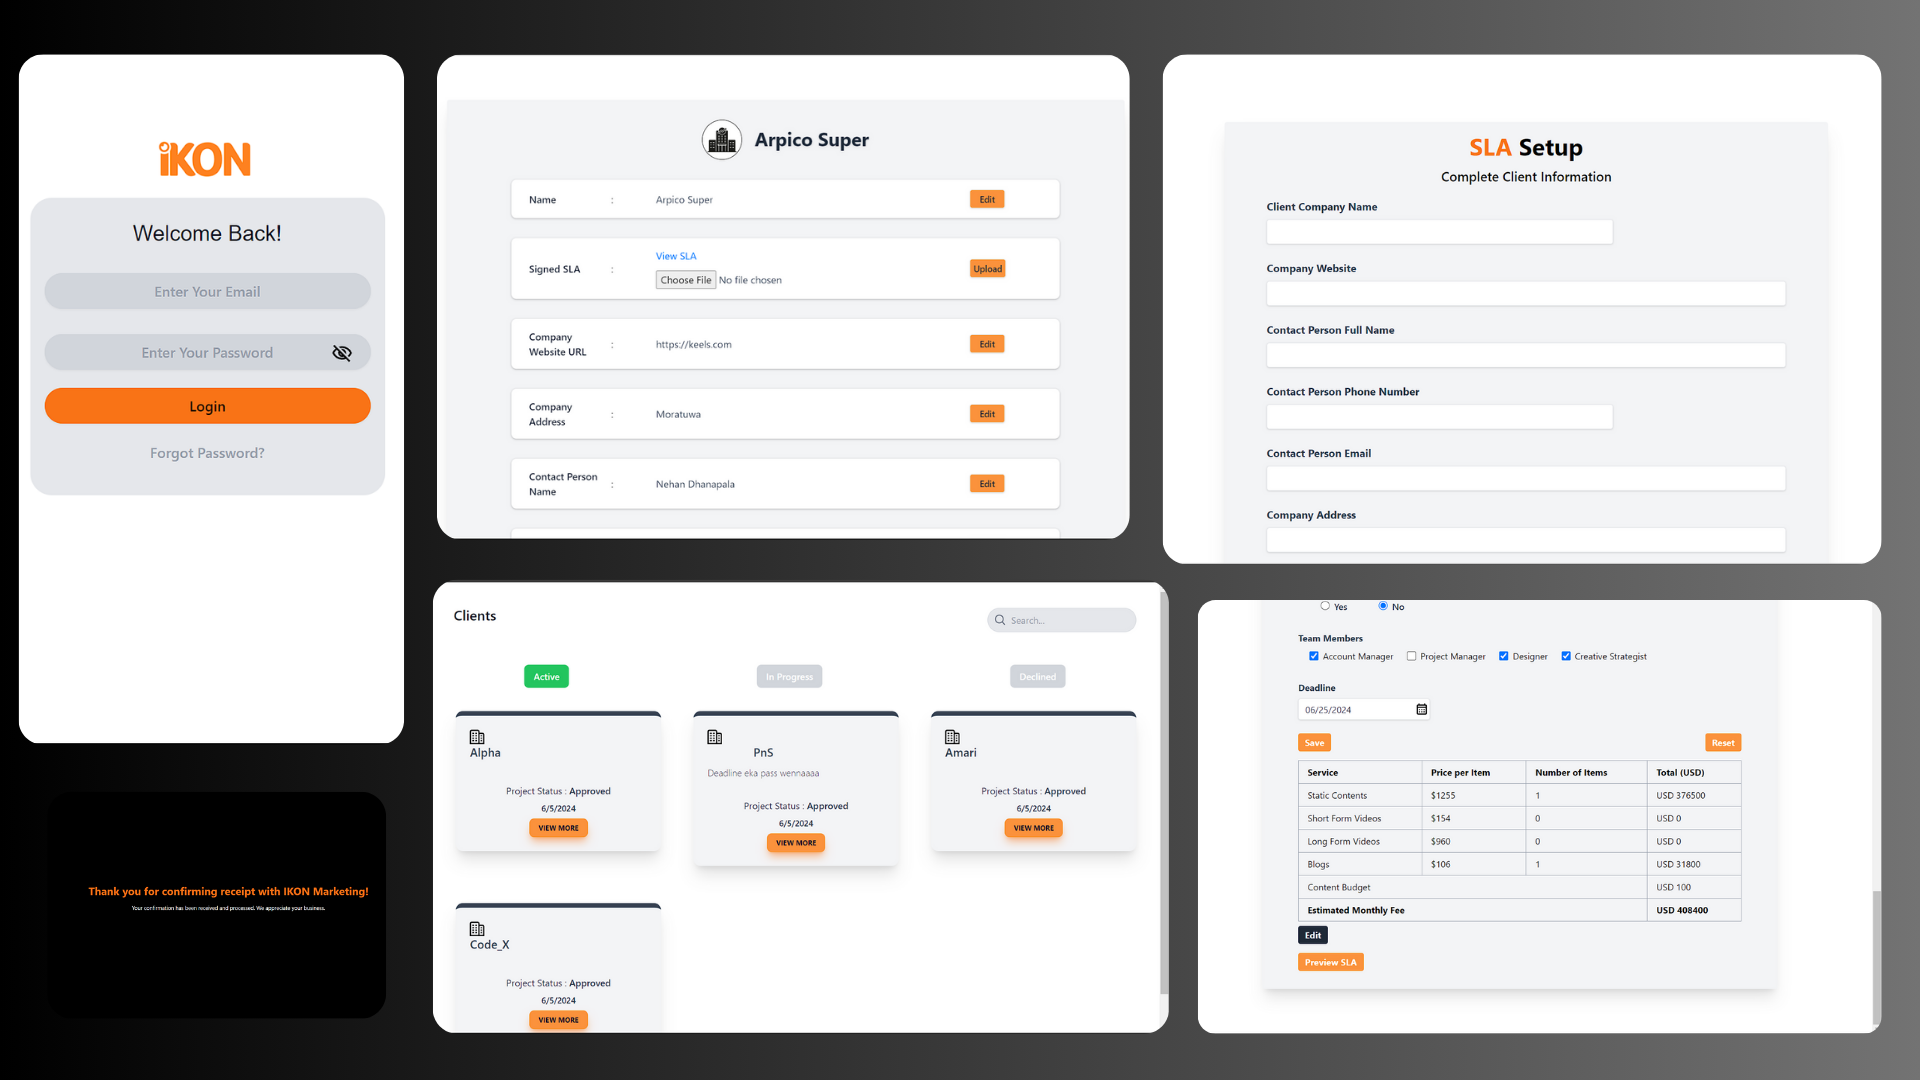 iKON
Welcome Back!
Enter Your Email
Enter Your Password
Login
Forgot Password?
Thank you for confirming receipt with IKON Marketing!
Your confirmation has been received and processed. We appreciate your business.
Arpico Super
Name : Arpico Super Edit
Signed SLA : View SLA
Choose File No file chosen Upload
Company Website URL : https://keels.com Edit
Company Address : Moratuwa Edit
Contact Person Name : Nehan Dhanapala Edit
SLA Setup
Complete Client Information
Client Company Name
Company Website
Contact Person Full Name
Contact Person Phone Number
Contact Person Email
Company Address
Clients
Search...
Active In Progress Declined
Alpha
Project Status : Approved
6/5/2024
VIEW MORE
PnS
Deadline eka pass wennaaaa
Project Status : Approved
6/5/2024
VIEW MORE
Amari
Project Status : Approved
6/5/2024
VIEW MORE
Code_X
Project Status : Approved
6/5/2024
VIEW MORE
Yes No
Team Members
Account Manager Project Manager Designer Creative Strategist
Deadline
06/25/2024
Save Reset
Service Price per Item Number of Items Total (USD)
Static Contents $1255 1 USD 376500
Short Form Videos $154 0 USD 0
Long Form Videos $960 0 USD 0
Blogs $106 1 USD 31800
Content Budget USD 100
Estimated Monthly Fee USD 408400
Edit
Preview SLA